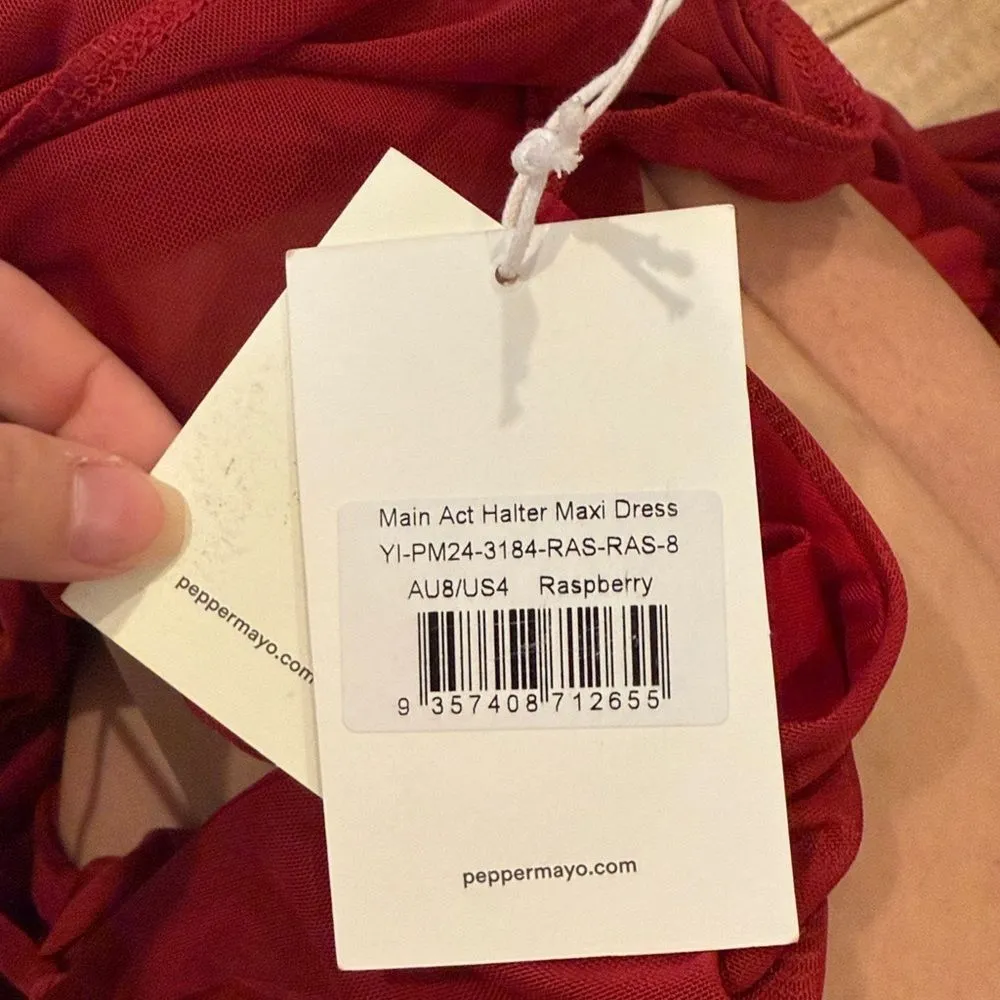 Main Act Halter Maxi Dress
YI-PM24-3184-RAS-RAS-8
AU8/US4 Raspberry
9 357408 712655
peppermayo.com
peppermayo.com